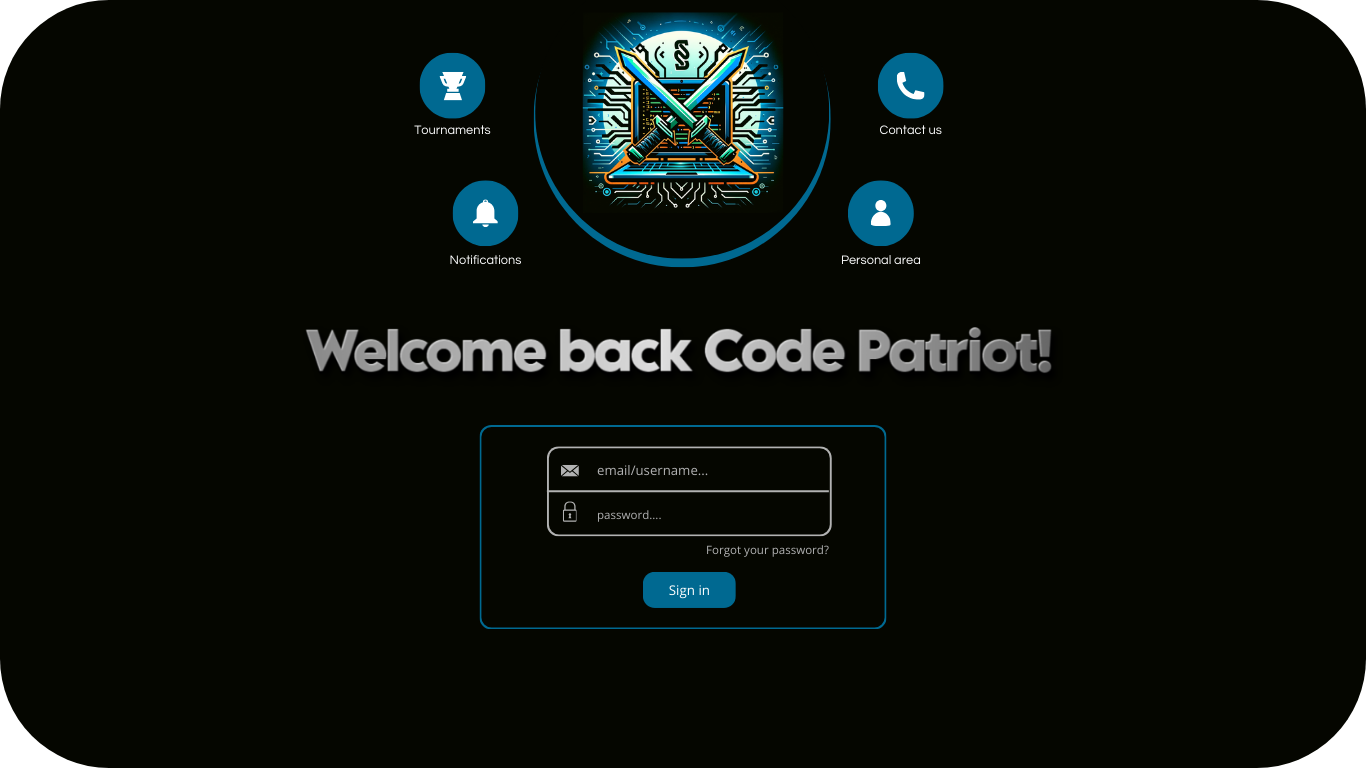 Tournaments
Contact us
Notifications
Personal area
Welcome back Code Patriot!
email/username...
password....
Forgot your password?
Sign in